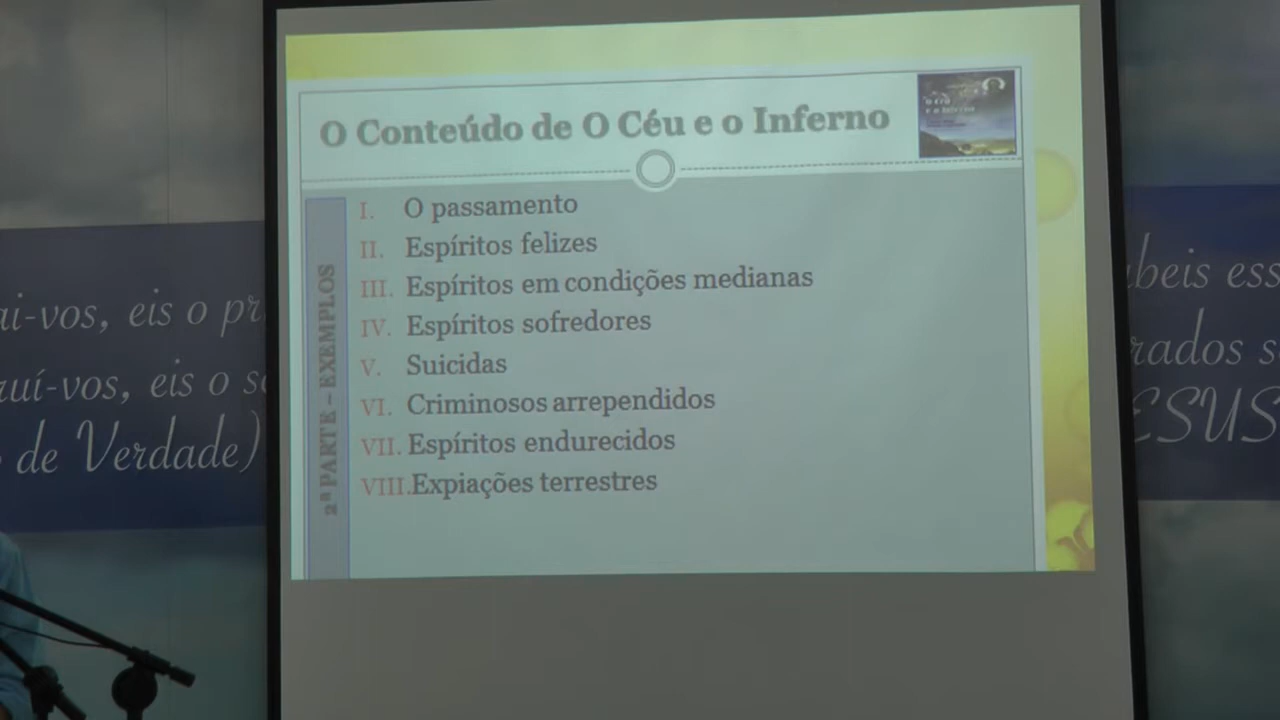 O Conteúdo de O Céu e o Inferno
2ª PARTE – EXEMPLOS
I. O passamento
II. Espíritos felizes
III. Espíritos em condições medianas
IV. Espíritos sofredores
V. Suicidas
VI. Criminosos arrependidos
VII. Espíritos endurecidos
VIII. Expiações terrestres
ai-vos, eis o pr
uí-vos, eis o s
de Verdade)
beis ess
rados s
ESUS